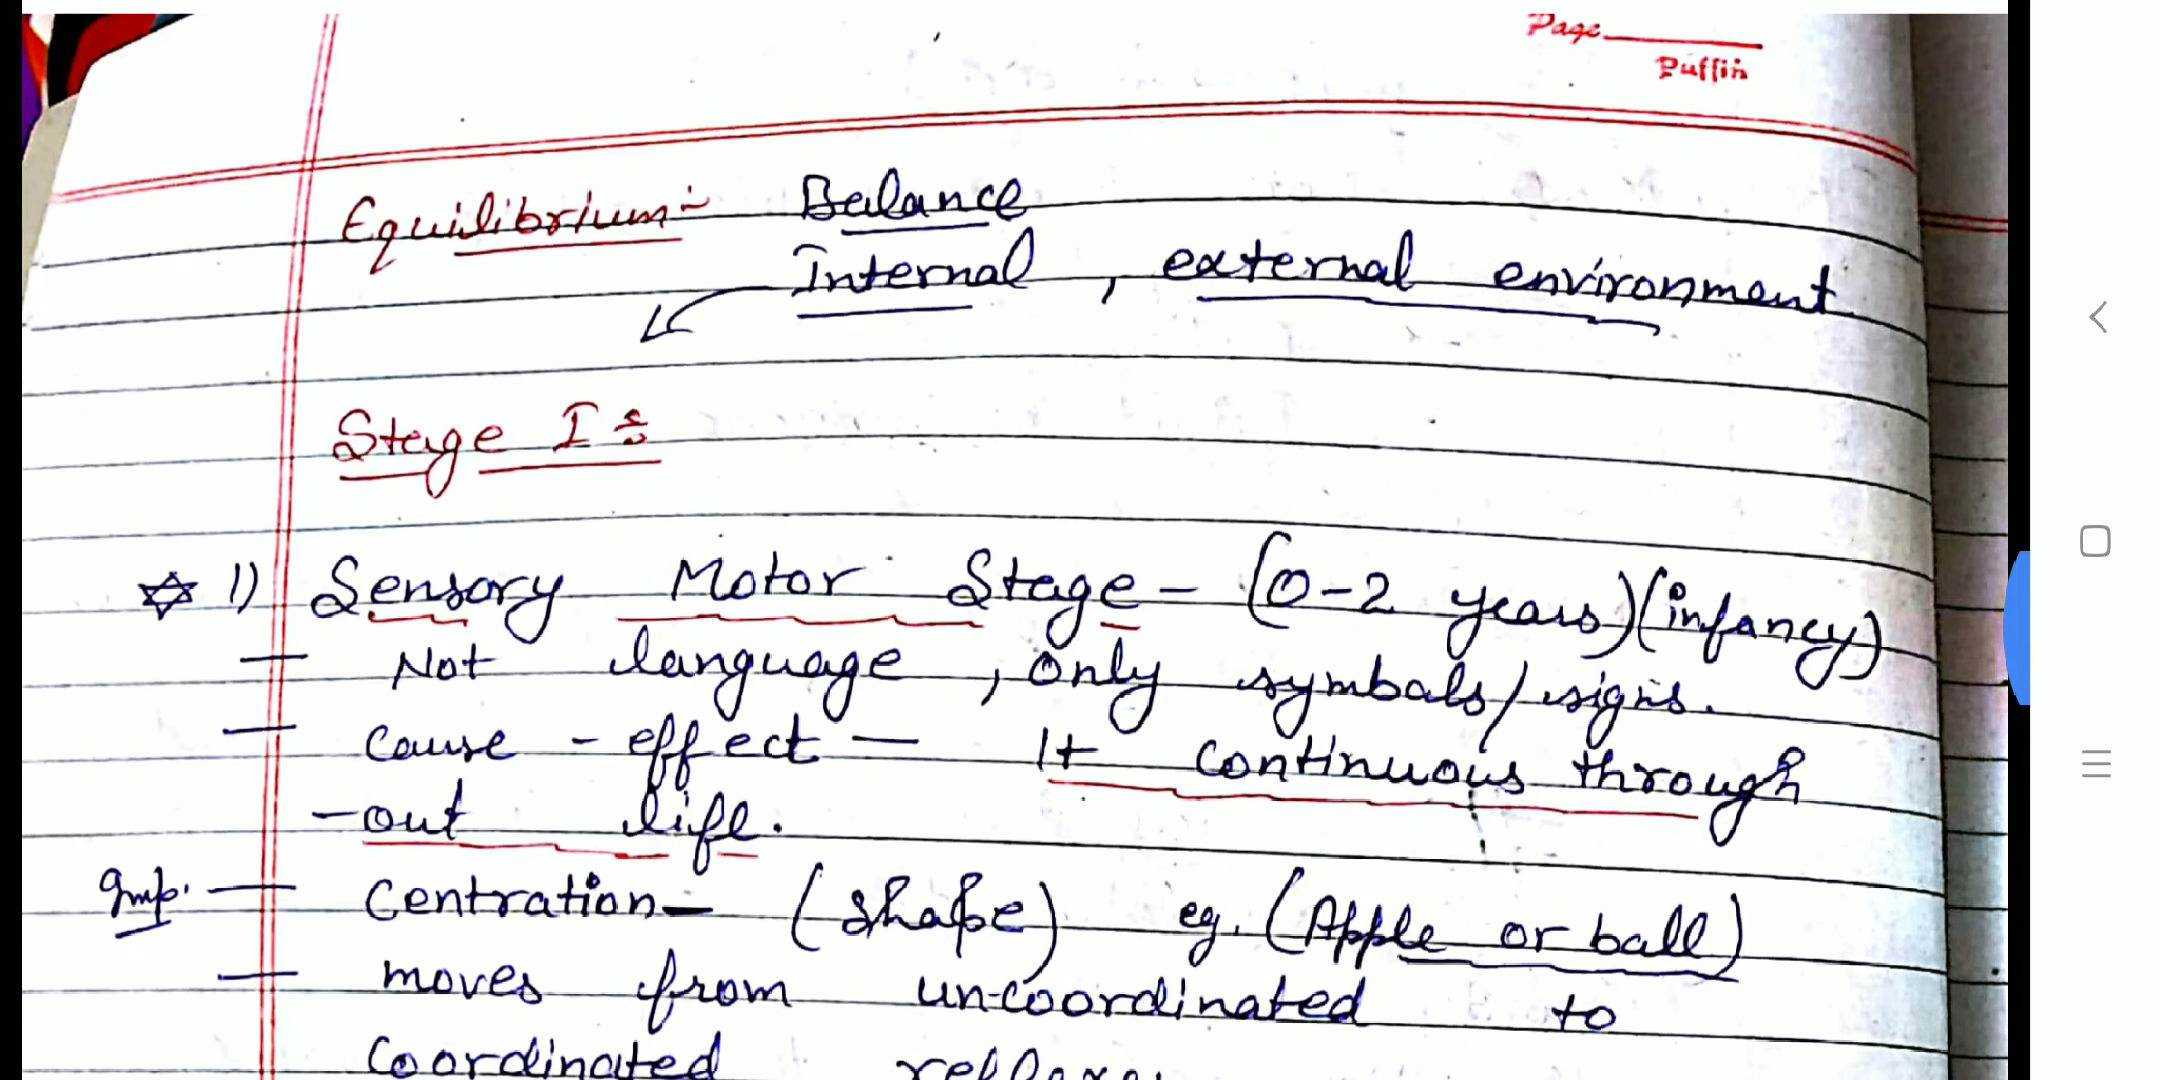 Page
Puffin
Equilibrium:- Balance
Internal, external environment
Stage I :-
1) Sensory Motor Stage - (0-2 years) (infancy)
- Not language, only symbals/signs.
- Cause - effect - It continuous through
-out life.
Imp. - Centration - (shape) eg. (Apple or ball)
- moves from un-coordinated to
Coordinated